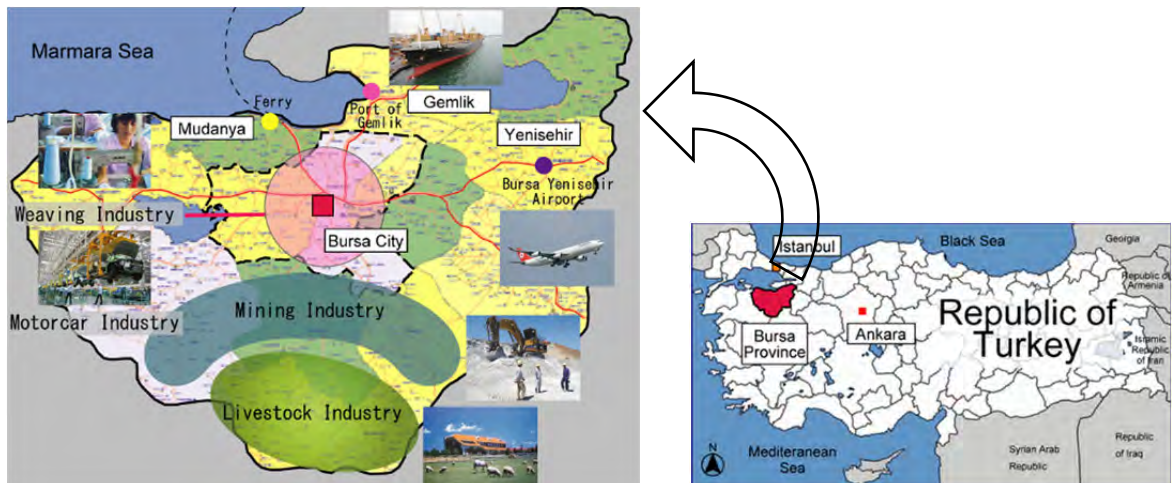 Marmara Sea
Ferry
Port of
Gemlik
Gemlik
Mudanya
Yenisehir
Bursa Yenisehir
Airport
Weaving Industry
Bursa City
Motorcar Industry
Mining Industry
Livestock Industry
Istanbul
Black Sea
Georgia
Republic of
Armenia
Republic of
Turkey
Bursa
Province
Ankara
Islamic
Republic
of Iran
Mediterranean
Sea
Syrian Arab
Republic
Republic
of Iraq
N